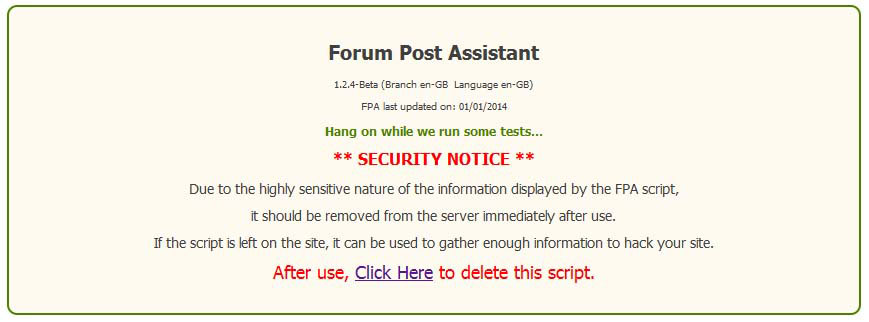 Forum Post Assistant
1.2.4-Beta (Branch en-GB Language en-GB)
FPA last updated on: 01/01/2014
Hang on while we run some tests...
** SECURITY NOTICE **
Due to the highly sensitive nature of the information displayed by the FPA script,
it should be removed from the server immediately after use.
If the script is left on the site, it can be used to gather enough information to hack your site.
After use, Click Here to delete this script.